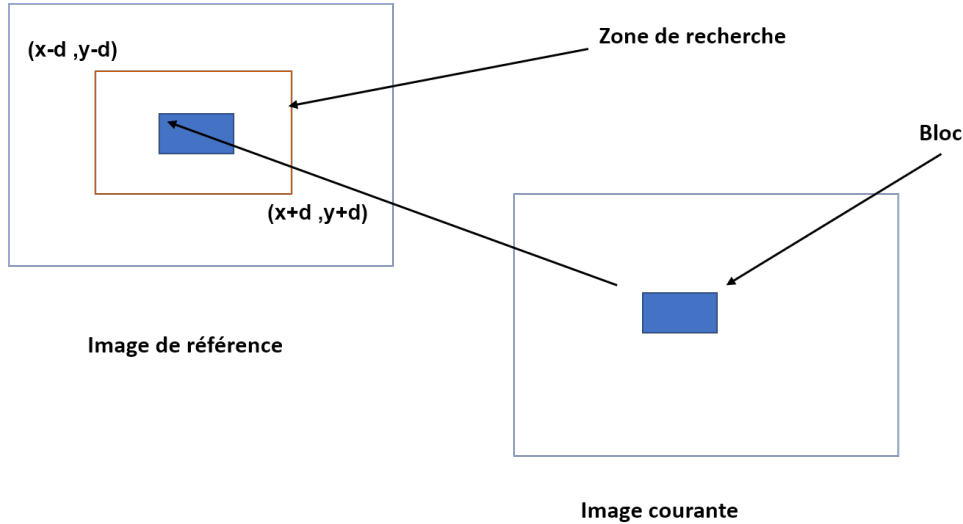 Zone de recherche
(x-d ,y-d)
Bloc
(x+d ,y+d)
Image de référence
Image courante